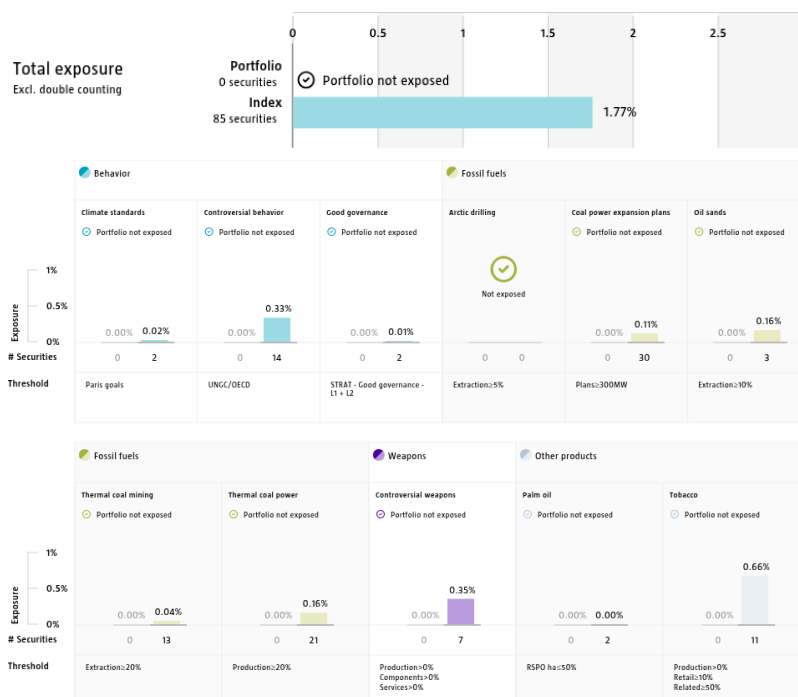 0 0.5 1 1.5 2 2.5
Total exposure
Excl. double counting
Portfolio
0 securities
Portfolio not exposed
Index
85 securities
1.77%
Behavior
Fossil fuels
Climate standards
Controversial behavior
Good governance
Arctic drilling
Coal power expansion plans
Oil sands
Portfolio not exposed
Portfolio not exposed
Portfolio not exposed
Portfolio not exposed
Portfolio not exposed
Not exposed
Exposure
1%
0.5%
0%
0.00% 0.02%
0.00% 0.33%
0.00% 0.01%
0.00% 0.11%
0.00% 0.16%
# Securities
0 2
0 14
0 2
0 0
0 30
0 3
Threshold
Paris goals
UNGC/OECD
STRAT - Good governance -
L1 + L2
Extraction≥5%
Plans≥300MW
Extraction≥10%
Fossil fuels
Weapons
Other products
Thermal coal mining
Thermal coal power
Controversial weapons
Palm oil
Tobacco
Portfolio not exposed
Portfolio not exposed
Portfolio not exposed
Portfolio not exposed
Portfolio not exposed
Exposure
1%
0.5%
0%
0.00% 0.04%
0.00% 0.16%
0.00% 0.35%
0.00% 0.00%
0.00% 0.66%
# Securities
0 13
0 21
0 7
0 2
0 11
Threshold
Extraction≥20%
Production≥20%
Production>0%
Components>0%
Services>0%
RSPO ha≤50%
Production>0%
Retail≥10%
Related≥50%